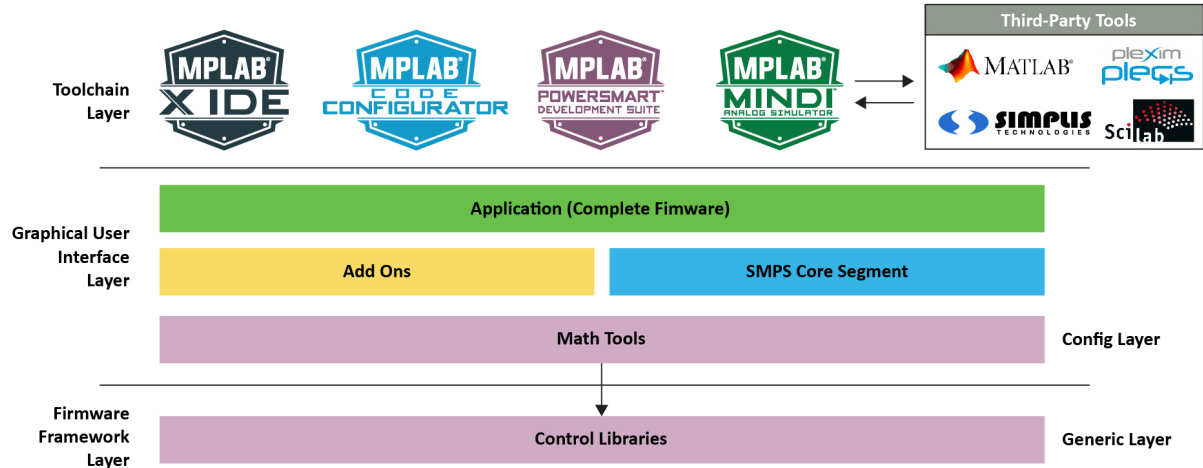 Third-Party Tools
Toolchain
Layer
MPLAB®
X IDE
MPLAB®
CODE
CONFIGURATOR
MPLAB®
POWERSMART
DEVELOPMENT SUITE
MPLAB®
MINDI™
ANALOG SIMULATOR
MATLAB®
plexim
plecs
SIMPLIS
TECHNOLOGIES
Scilab
Graphical User
Interface
Layer
Application (Complete Fimware)
Add Ons
SMPS Core Segment
Math Tools
Config Layer
Firmware
Framework
Layer
Control Libraries
Generic Layer